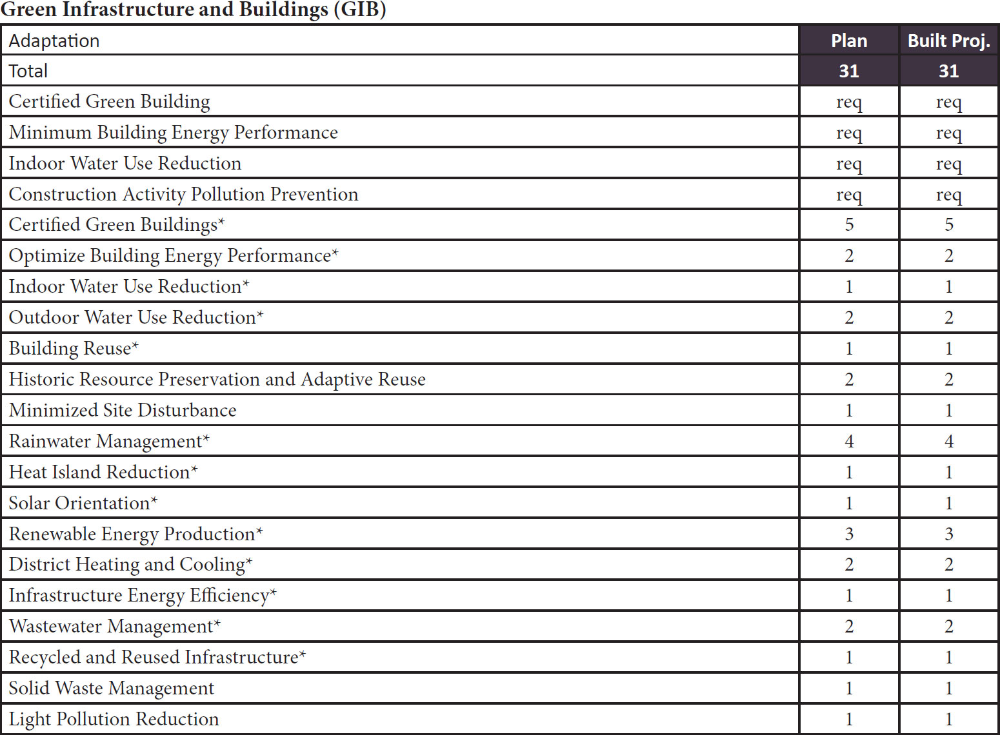 Green Infrastructure and Buildings (GIB)
Adaptation Plan Built Proj.
Total 31 31
Certified Green Building req req
Minimum Building Energy Performance req req
Indoor Water Use Reduction req req
Construction Activity Pollution Prevention req req
Certified Green Buildings* 5 5
Optimize Building Energy Performance* 2 2
Indoor Water Use Reduction* 1 1
Outdoor Water Use Reduction* 2 2
Building Reuse* 1 1
Historic Resource Preservation and Adaptive Reuse 2 2
Minimized Site Disturbance 1 1
Rainwater Management* 4 4
Heat Island Reduction* 1 1
Solar Orientation* 1 1
Renewable Energy Production* 3 3
District Heating and Cooling* 2 2
Infrastructure Energy Efficiency* 1 1
Wastewater Management* 2 2
Recycled and Reused Infrastructure* 1 1
Solid Waste Management 1 1
Light Pollution Reduction 1 1